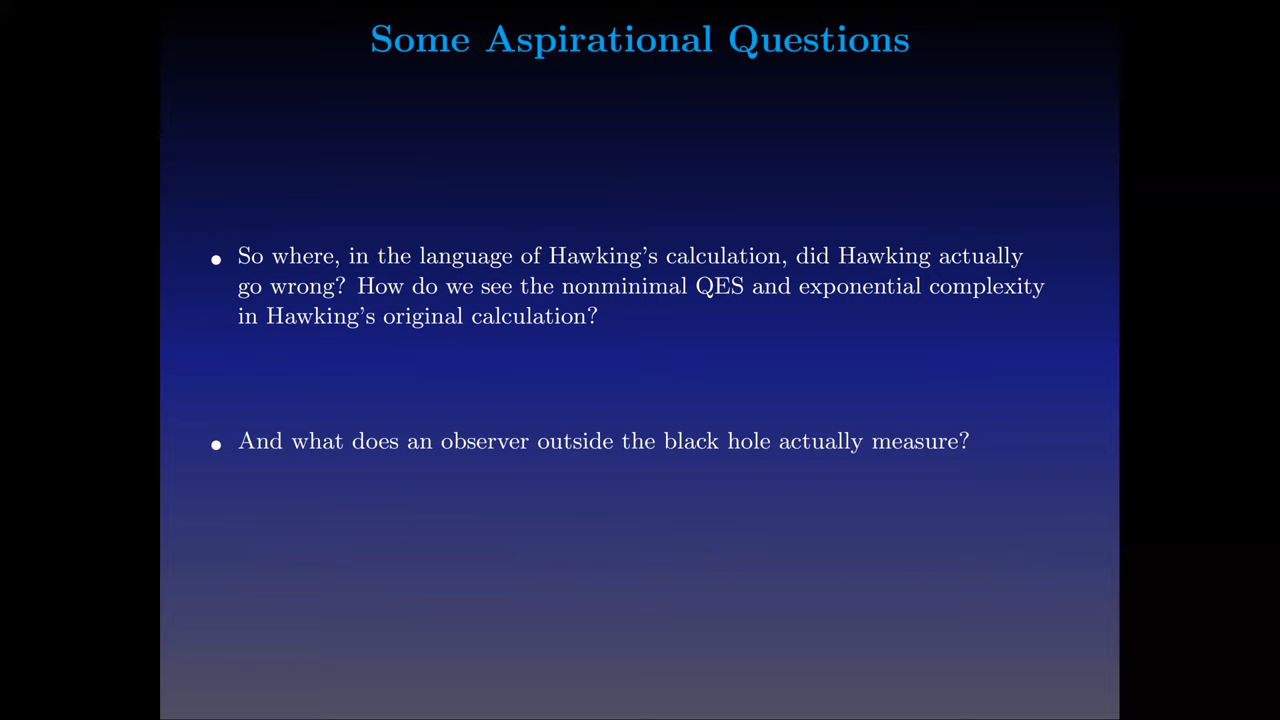 Some Aspirational Questions
• So where, in the language of Hawking's calculation, did Hawking actually
go wrong? How do we see the nonminimal QES and exponential complexity
in Hawking's original calculation?
• And what does an observer outside the black hole actually measure?